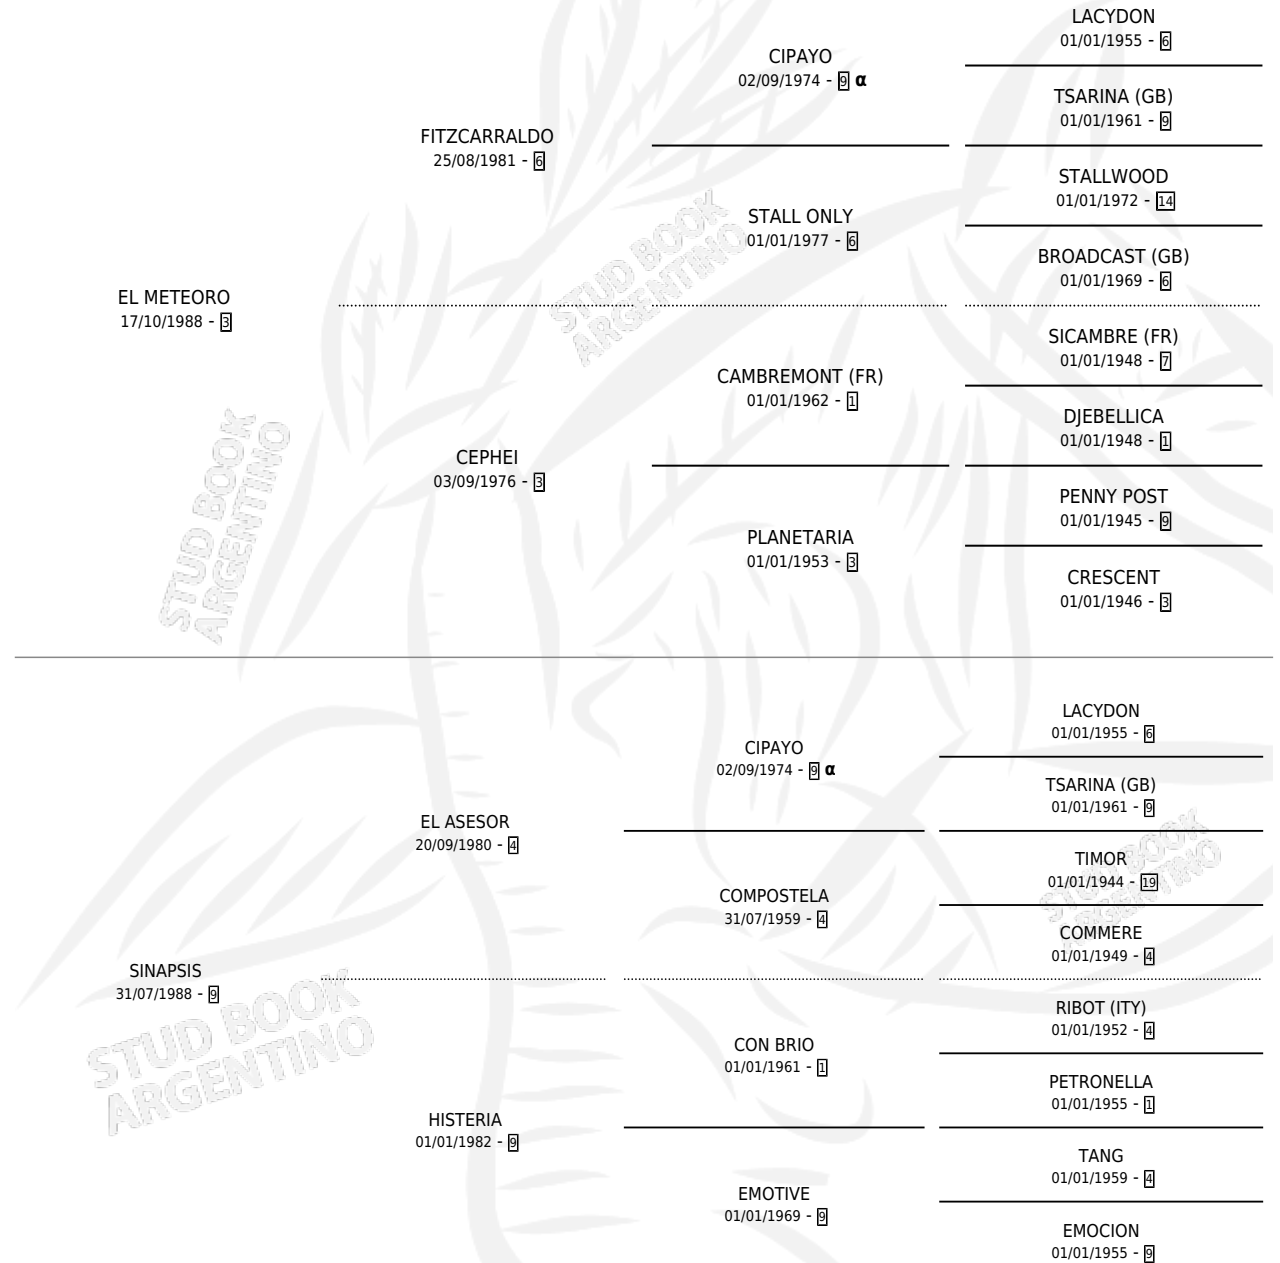 LACYDON
01/01/1955 - 6
CIPAYO
02/09/1974 - 9 α
TSARINA (GB)
01/01/1961 - 9
FITZCARRALDO
25/08/1981 - 6
STALLWOOD
01/01/1972 - 14
STALL ONLY
01/01/1977 - 6
BROADCAST (GB)
01/01/1969 - 6
EL METEORO
17/10/1988 - 3
SICAMBRE (FR)
01/01/1948 - 7
CAMBREMONT (FR)
01/01/1962 - 1
DJEBELLICA
01/01/1948 - 1
CEPHEI
03/09/1976 - 3
PENNY POST
01/01/1945 - 9
PLANETARIA
01/01/1953 - 3
CRESCENT
01/01/1946 - 3
STUD BOOK
ARGENTINO
STUD BOOK
ARGENTINO
LACYDON
01/01/1955 - 6
CIPAYO
02/09/1974 - 9 α
TSARINA (GB)
01/01/1961 - 9
EL ASESOR
20/09/1980 - 4
TIMOR
01/01/1944 - 19
COMPOSTELA
31/07/1959 - 4
COMMERE
01/01/1949 - 4
SINAPSIS
31/07/1988 - 9
RIBOT (ITY)
01/01/1952 - 4
CON BRIO
01/01/1961 - 1
PETRONELLA
01/01/1955 - 1
HISTERIA
01/01/1982 - 9
TANG
01/01/1959 - 4
EMOTIVE
01/01/1969 - 9
EMOCION
01/01/1955 - 9
STUD BOOK
ARGENTINO
STUD BOOK
ARGENTINO